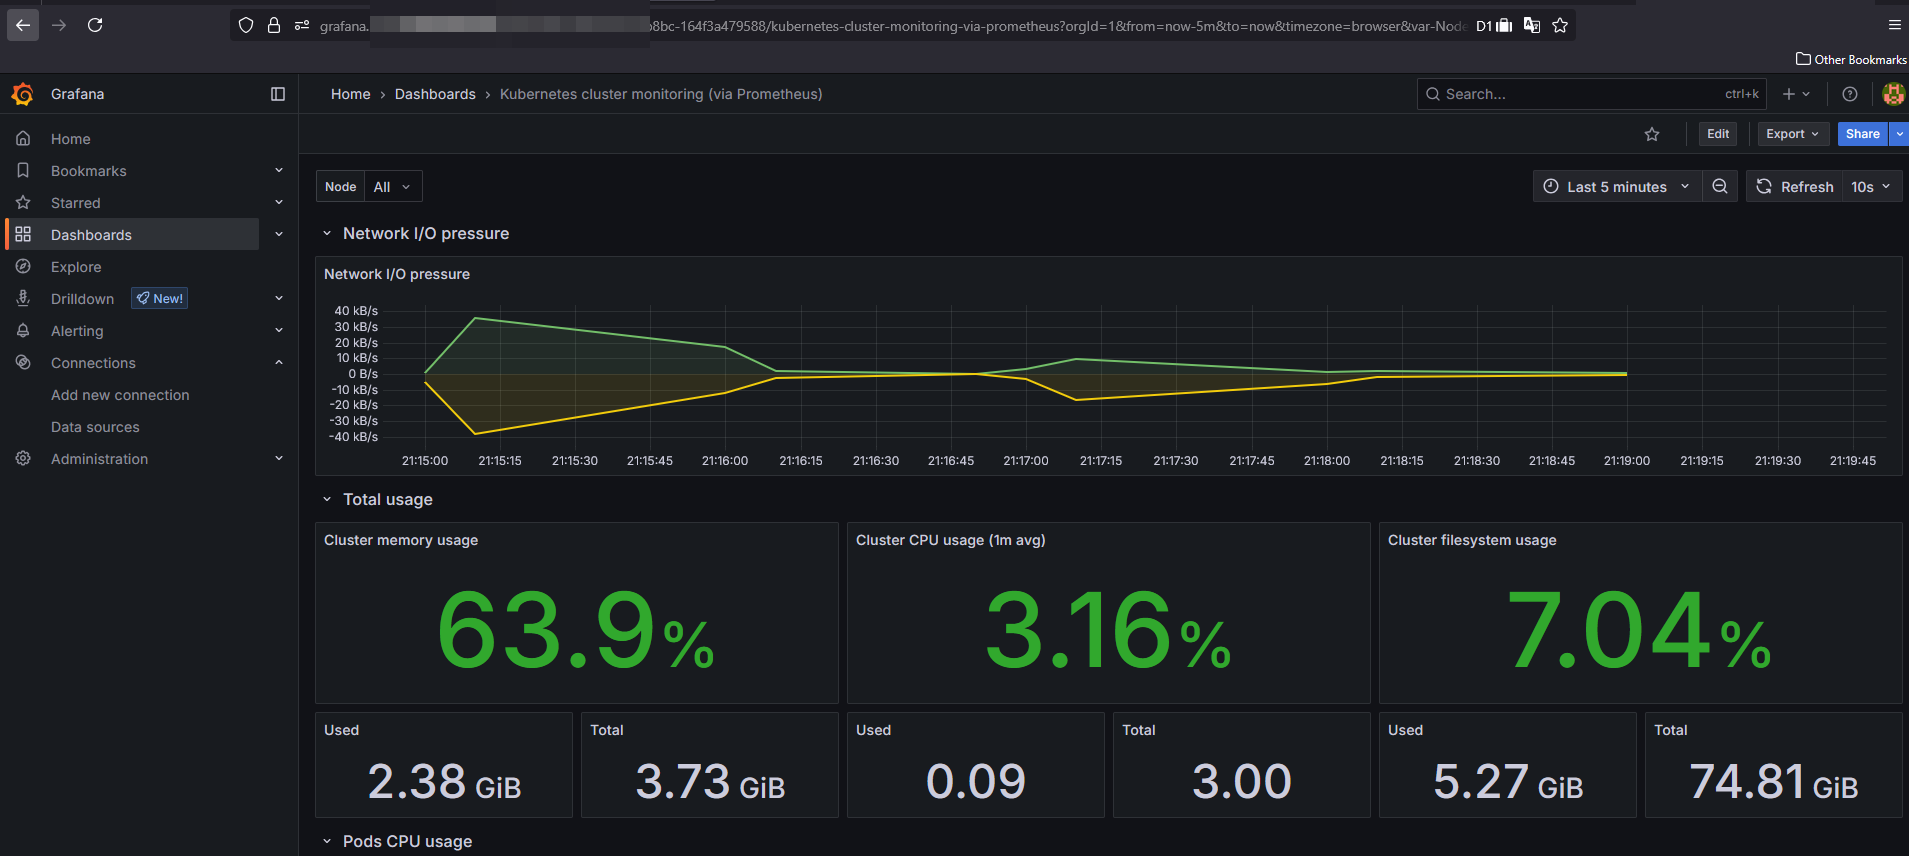 grafana.
b8bc-164f3a479588/kubernetes-cluster-monitoring-via-prometheus?orgId=1&from=now-5m&to=now&timezone=browser&var-Node
D1
Other Bookmarks
Grafana
Home › Dashboards › Kubernetes cluster monitoring (via Prometheus)
Search...
ctrl+k
Edit
Export
Share
Home
Bookmarks
Starred
Dashboards
Explore
Drilldown
New!
Alerting
Connections
Add new connection
Data sources
Administration
Node
All
Last 5 minutes
Refresh
10s
Network I/O pressure
Network I/O pressure
40 kB/s
30 kB/s
20 kB/s
10 kB/s
0 B/s
-10 kB/s
-20 kB/s
-30 kB/s
-40 kB/s
21:15:00 21:15:15 21:15:30 21:15:45 21:16:00 21:16:15 21:16:30 21:16:45 21:17:00 21:17:15 21:17:30 21:17:45 21:18:00 21:18:15 21:18:30 21:18:45 21:19:00 21:19:15 21:19:30 21:19:45
Total usage
Cluster memory usage
63.9%
Cluster CPU usage (1m avg)
3.16%
Cluster filesystem usage
7.04%
Used
2.38 GiB
Total
3.73 GiB
Used
0.09
Total
3.00
Used
5.27 GiB
Total
74.81 GiB
Pods CPU usage